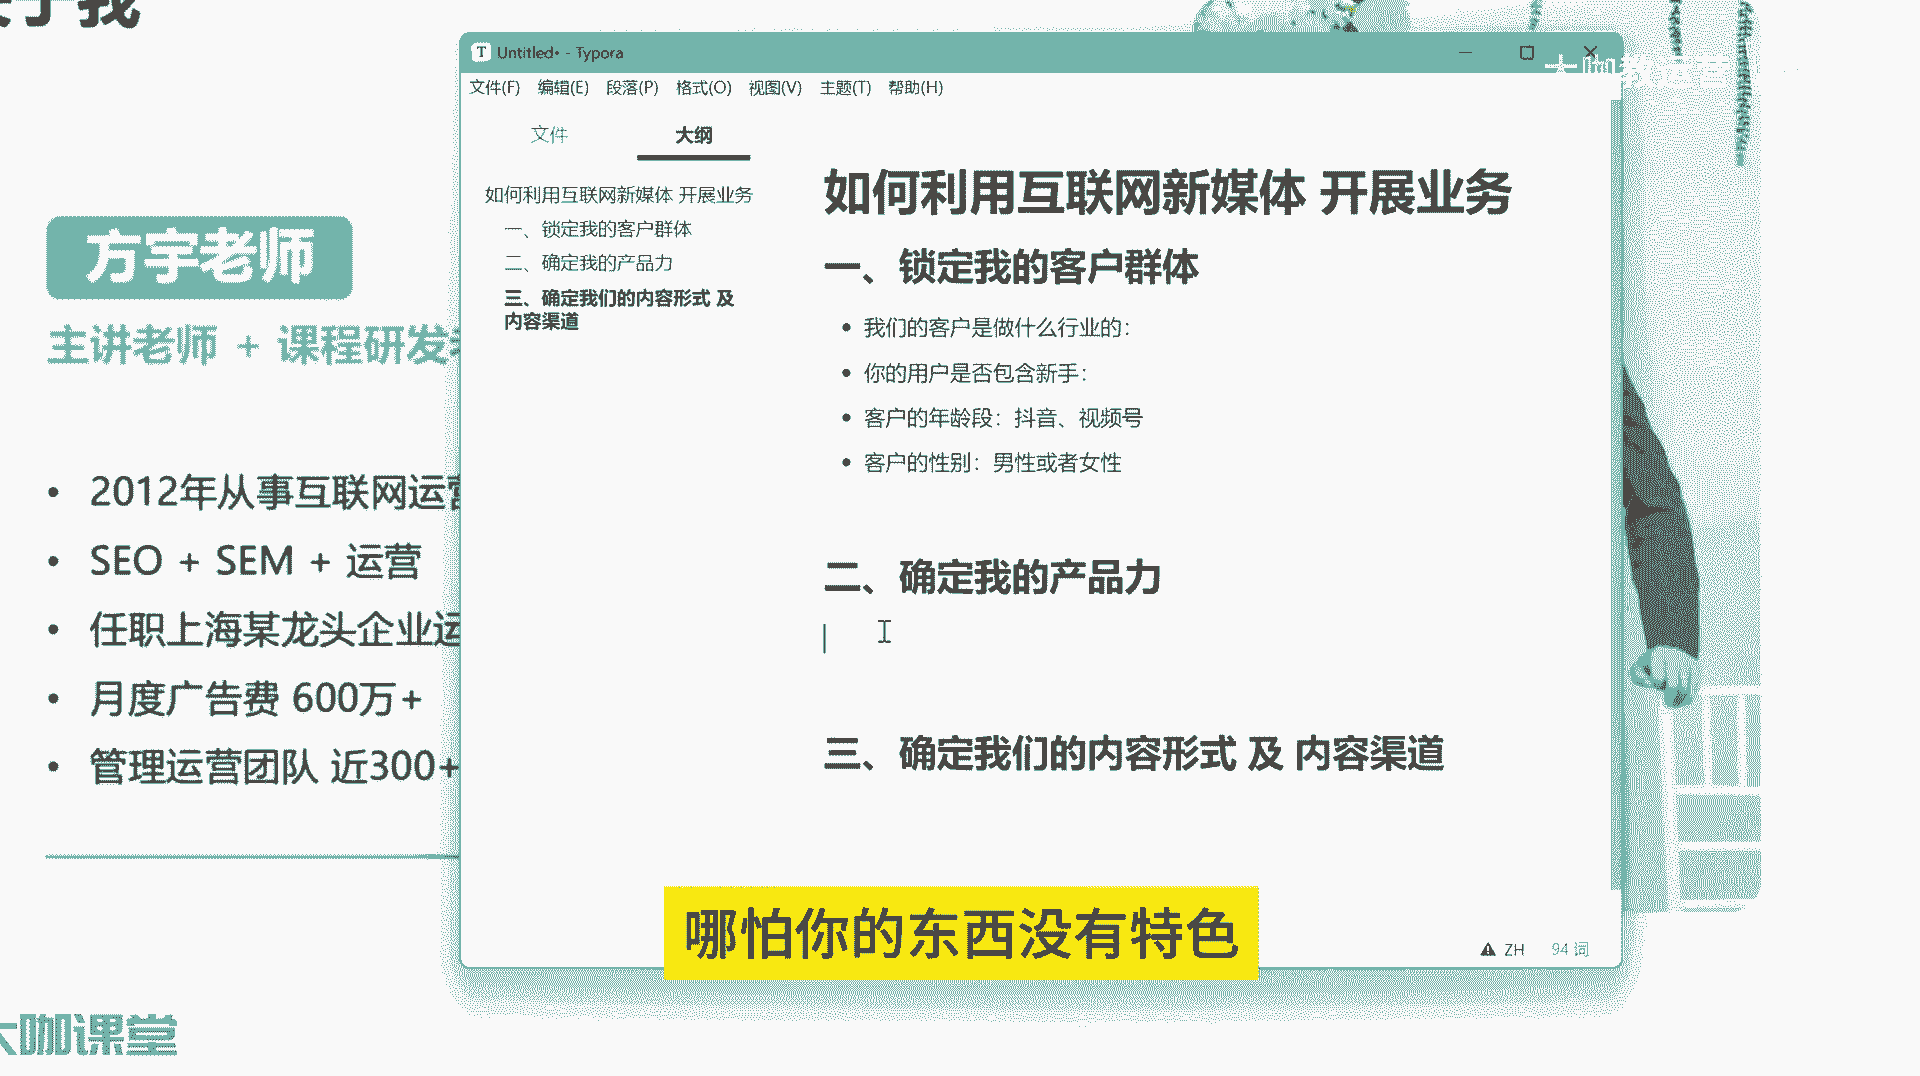 于我
方宇老师
主讲老师 + 课程研发
• 2012年从事互联网运营
• SEO + SEM + 运营
• 任职上海某龙头企业运
• 月度广告费 600万+
• 管理运营团队 近300+
大咖课堂
Untitled• - Typora
文件(F) 编辑(E) 段落(P) 格式(O) 视图(V) 主题(T) 帮助(H)
文件 大纲
如何利用互联网新媒体 开展业务
一、锁定我的客户群体
二、确定我的产品力
三、确定我们的内容形式 及
内容渠道
如何利用互联网新媒体 开展业务
一、锁定我的客户群体
• 我们的客户是做什么行业的:
• 你的用户是否包含新手:
• 客户的年龄段：抖音、视频号
• 客户的性别：男性或者女性
二、确定我的产品力
三、确定我们的内容形式 及 内容渠道
ZH 94 词
大咖教运营
哪怕你的东西没有特色